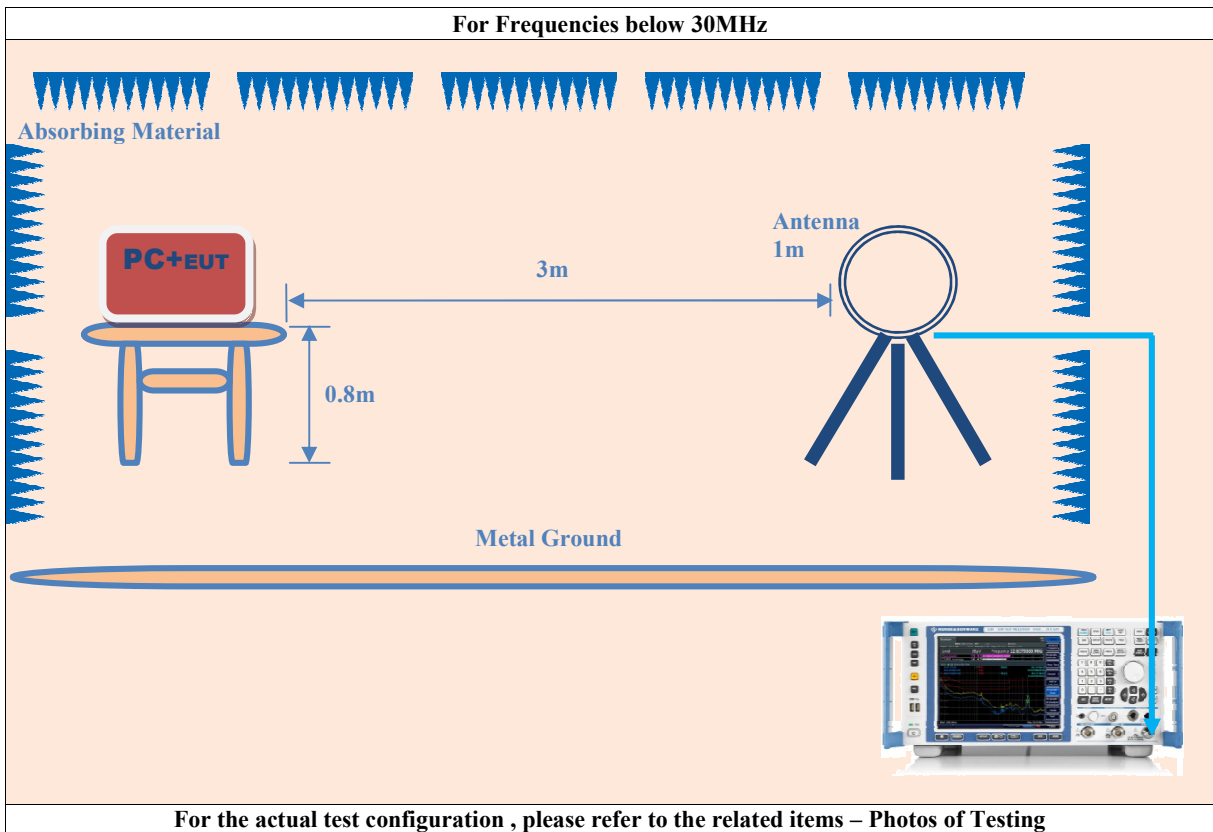 For Frequencies below 30MHz
Absorbing Material
Antenna
1m
PC+EUT
3m
0.8m
Metal Ground
For the actual test configuration , please refer to the related items – Photos of Testing